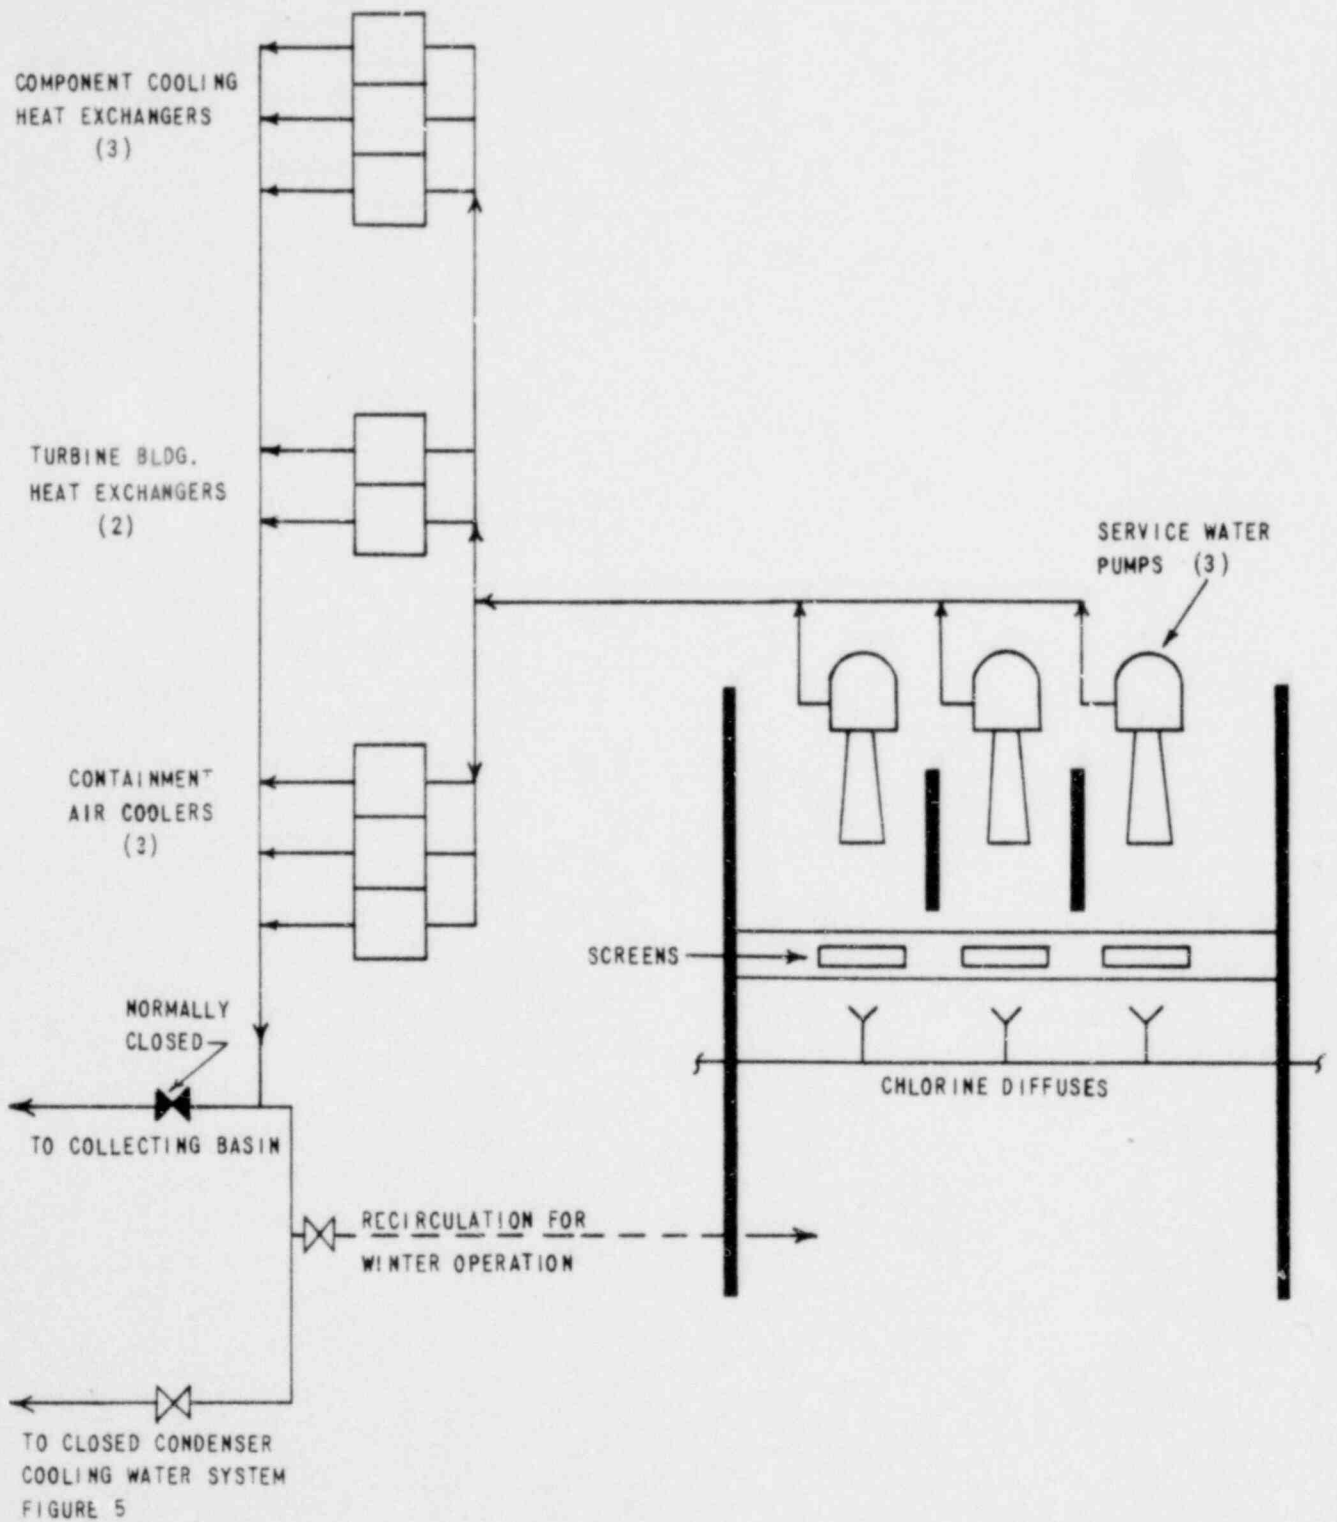 COMPONENT COOLING
HEAT EXCHANGERS
(3)
TURBINE BLDG.
HEAT EXCHANGERS
(2)
SERVICE WATER
PUMPS (3)
CONTAINMENT
AIR COOLERS
(3)
SCREENS
NORMALLY
CLOSED
CHLORINE DIFFUSES
TO COLLECTING BASIN
RECIRCULATION FOR
WINTER OPERATION
TO CLOSED CONDENSER
COOLING WATER SYSTEM
FIGURE 5